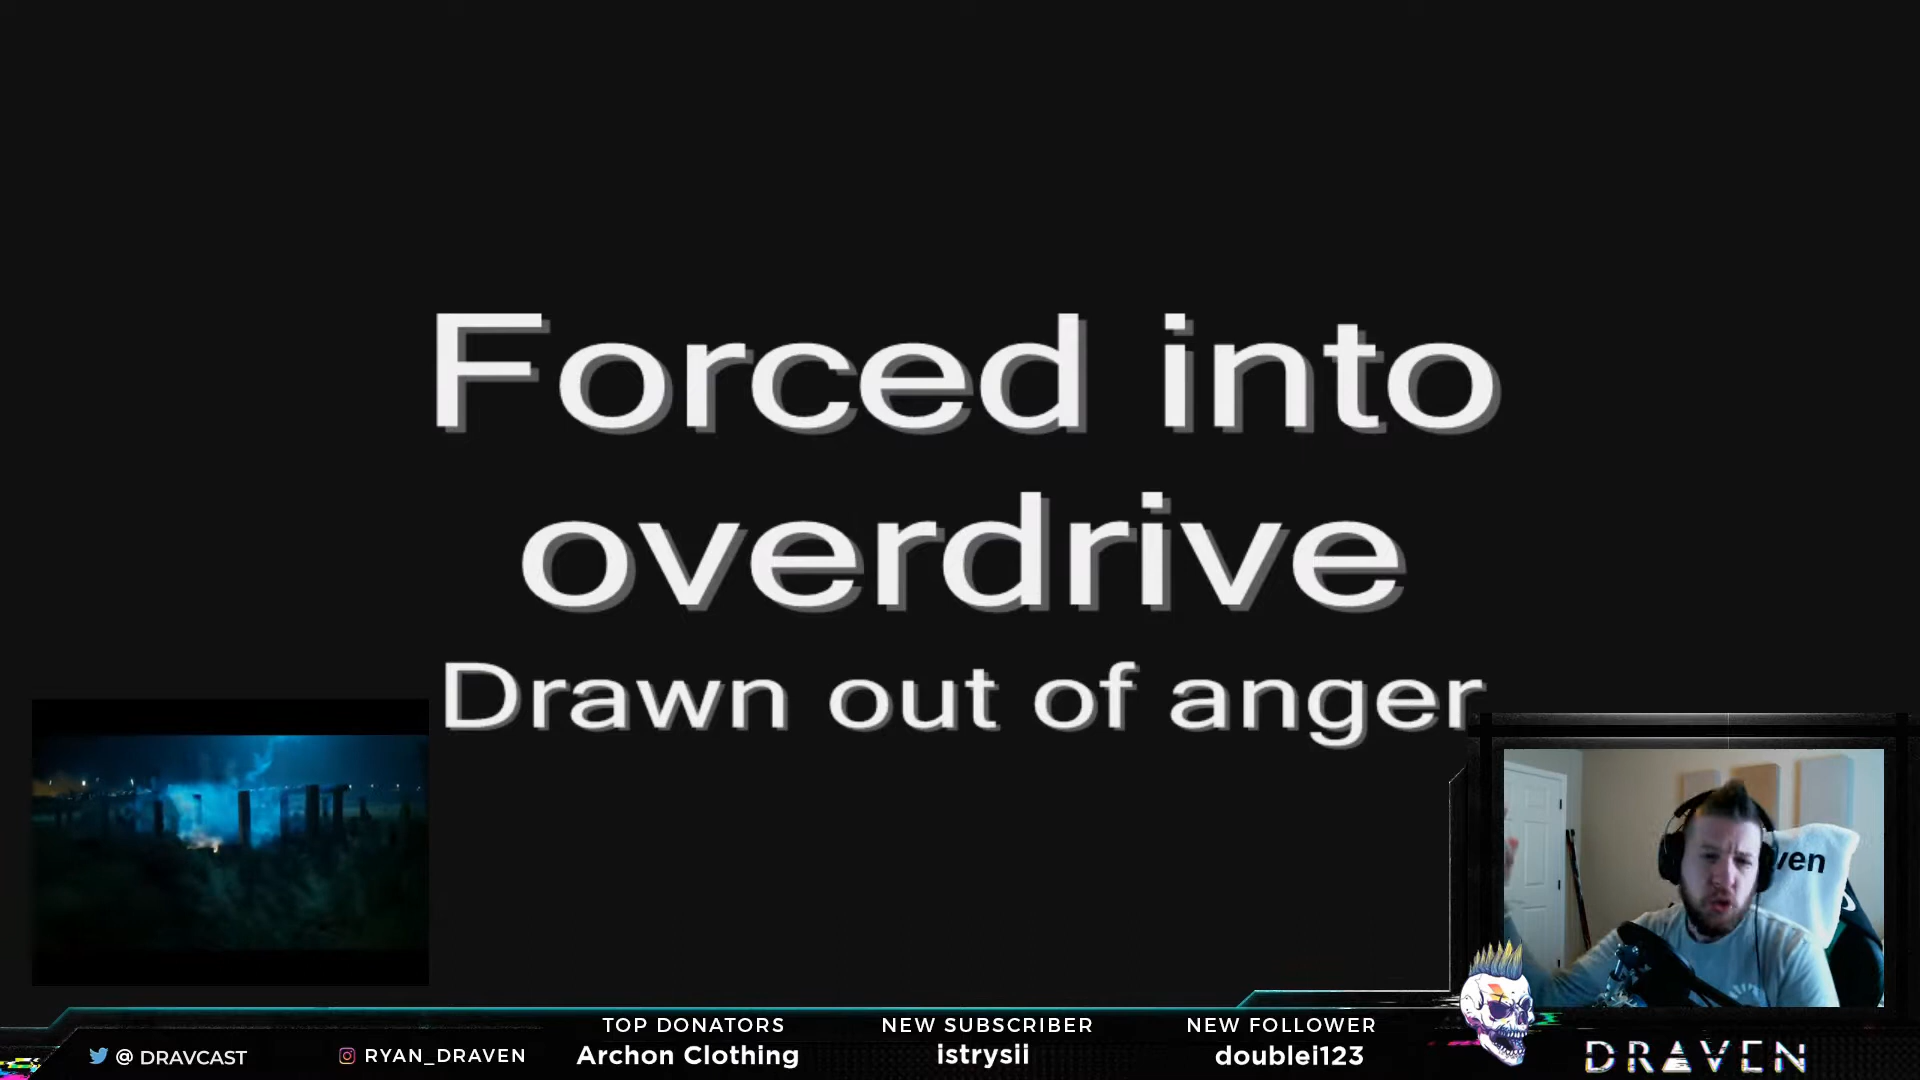 Forced into
overdrive
Drawn out of anger
ven
TOP DONATORS
Archon Clothing
NEW SUBSCRIBER
istrysii
NEW FOLLOWER
doublei123
@ DRAVCAST
RYAN_DRAVEN
DRAVEN